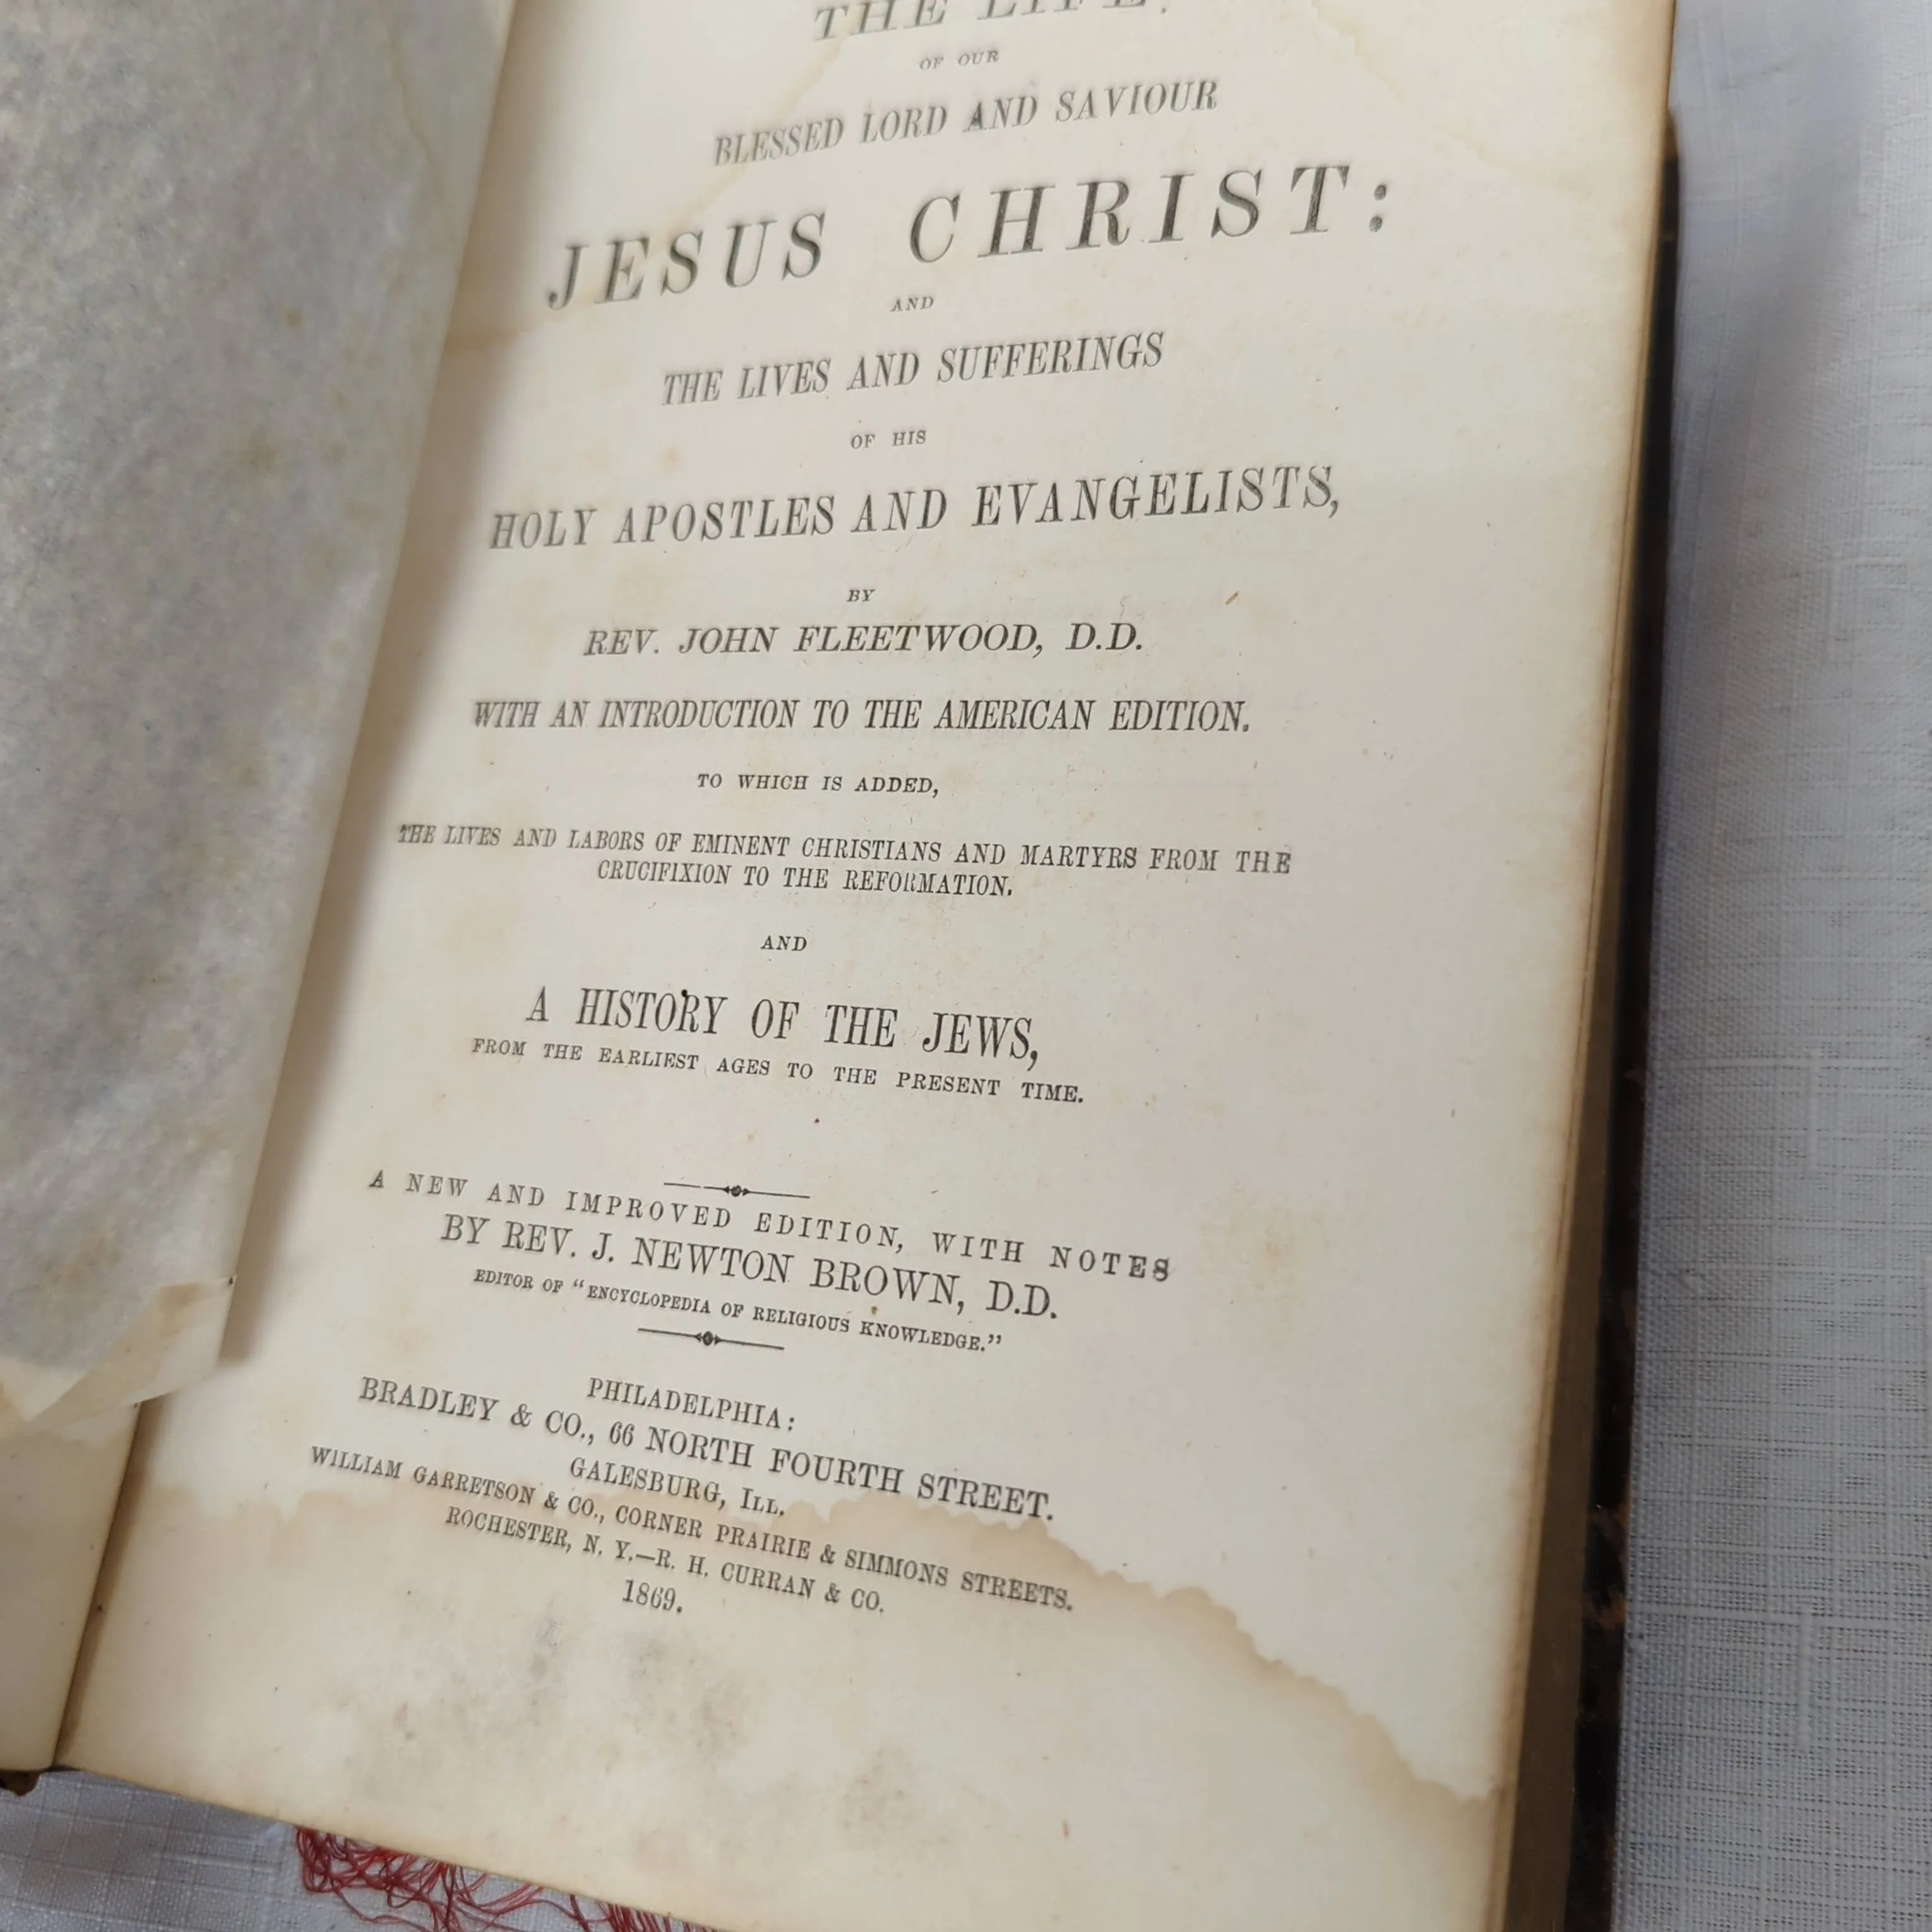 THE LIFE
OF OUR
BLESSED LORD AND SAVIOUR
JESUS CHRIST:
AND
THE LIVES AND SUFFERINGS
OF HIS
HOLY APOSTLES AND EVANGELISTS,
BY
REV. JOHN FLEETWOOD, D.D.
WITH AN INTRODUCTION TO THE AMERICAN EDITION.
TO WHICH IS ADDED,
THE LIVES AND LABORS OF EMINENT CHRISTIANS AND MARTYRS FROM THE
CRUCIFIXION TO THE REFORMATION.
AND
A HISTORY OF THE JEWS,
FROM THE EARLIEST AGES TO THE PRESENT TIME.
A NEW AND IMPROVED EDITION, WITH NOTES
BY REV. J. NEWTON BROWN, D.D.
EDITOR OF "ENCYCLOPEDIA OF RELIGIOUS KNOWLEDGE."
PHILADELPHIA:
BRADLEY & CO., 66 NORTH FOURTH STREET.
GALESBURG, ILL.
WILLIAM GARRETSON & CO., CORNER PRAIRIE & SIMMONS STREETS.
ROCHESTER, N. Y.—R. H. CURRAN & CO.
1869.